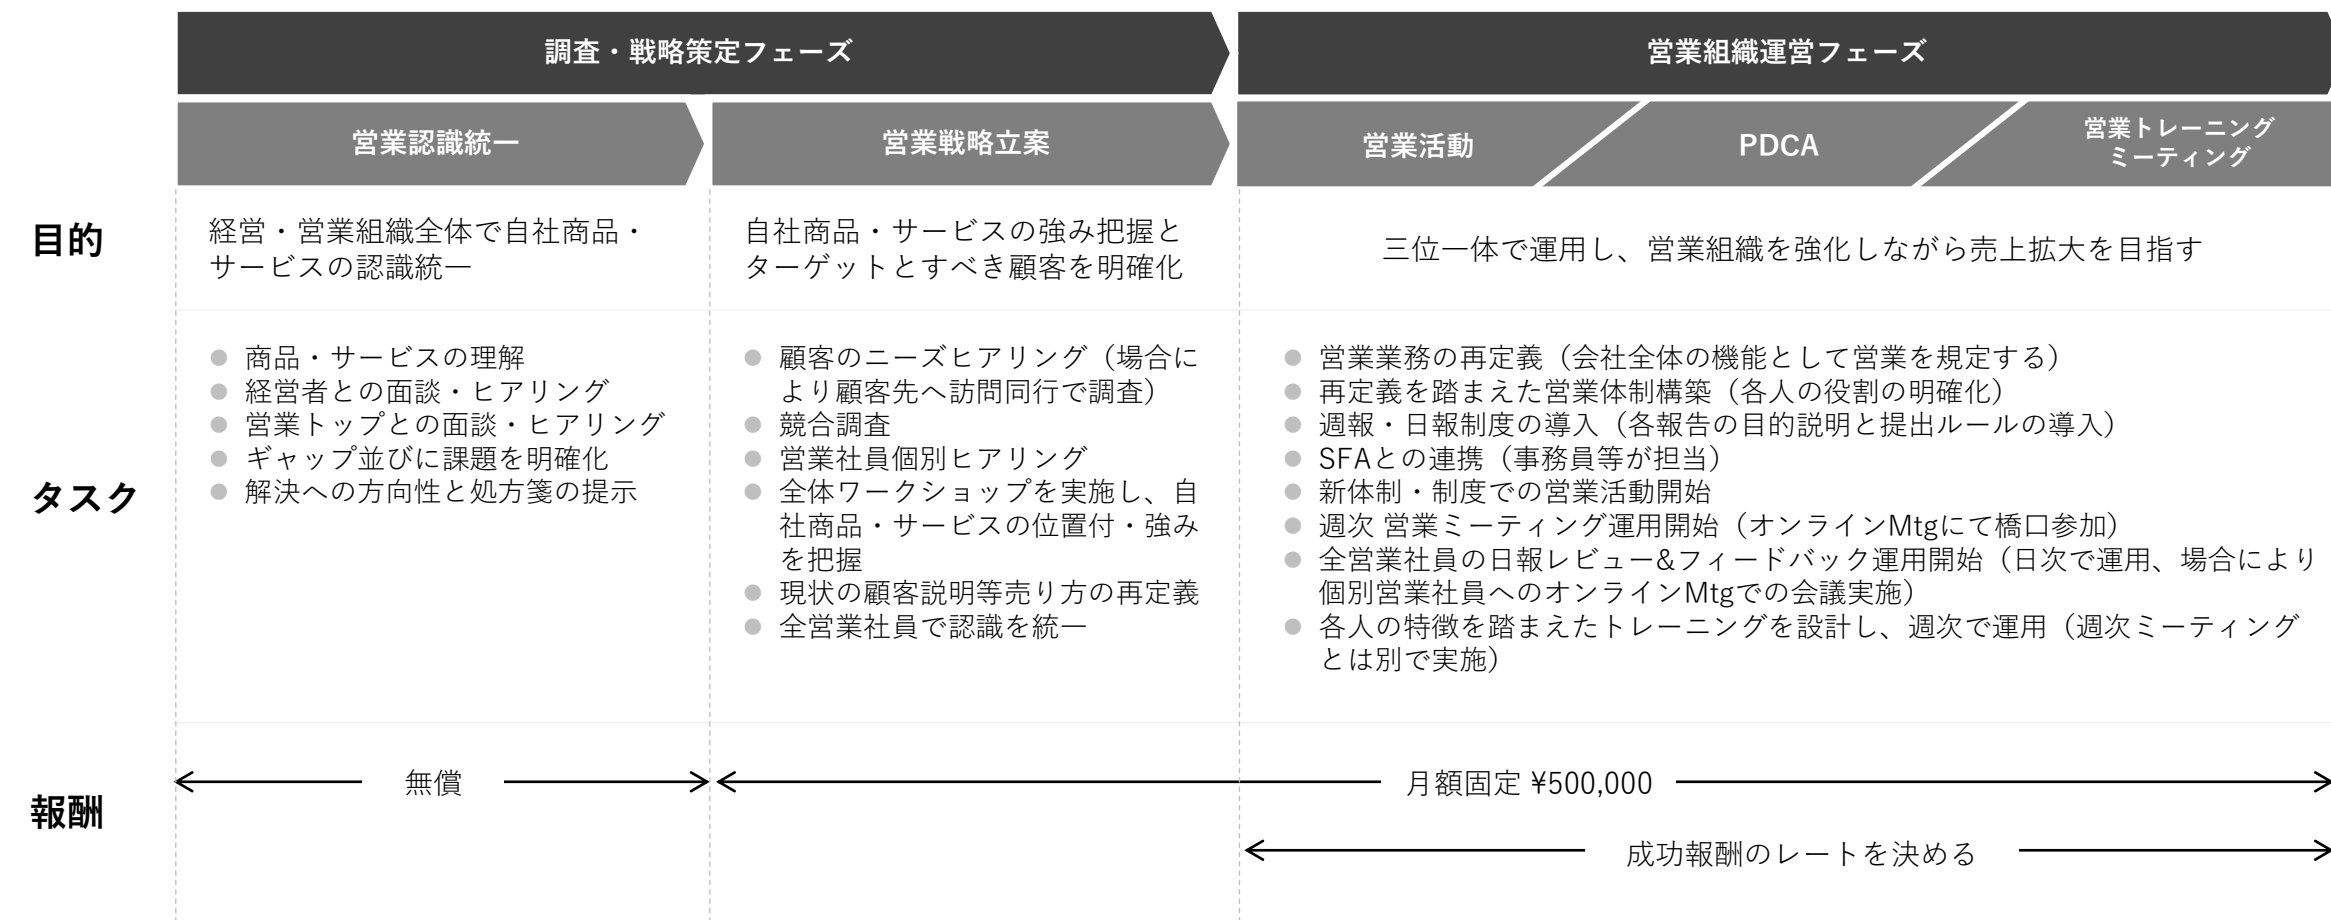 調査・戦略策定フェーズ
営業組織運営フェーズ
営業認識統一
営業戦略立案
営業活動
PDCA
営業トレーニング
ミーティング
目的
経営・営業組織全体で自社商品・
サービスの認識統一
自社商品・サービスの強み把握と
ターゲットとすべき顧客を明確化
三位一体で運用し、営業組織を強化しながら売上拡大を目指す
タスク
● 商品・サービスの理解
● 経営者との面談・ヒアリング
● 営業トップとの面談・ヒアリング
● ギャップ並びに課題を明確化
● 解決への方向性と処方箋の提示
● 顧客のニーズヒアリング（場合に
より顧客先へ訪問同行で調査）
● 競合調査
● 営業社員個別ヒアリング
● 全体ワークショップを実施し、自
社商品・サービスの位置付・強み
を把握
● 現状の顧客説明等売り方の再定義
● 全営業社員で認識を統一
● 営業業務の再定義（会社全体の機能として営業を規定する）
● 再定義を踏まえた営業体制構築（各人の役割の明確化）
● 週報・日報制度の導入（各報告の目的説明と提出ルールの導入）
● SFAとの連携（事務員等が担当）
● 新体制・制度での営業活動開始
● 週次 営業ミーティング運用開始（オンラインMtgにて橋口参加）
● 全営業社員の日報レビュー&フィードバック運用開始（日次で運用、場合により
個別営業社員へのオンラインMtgでの会議実施）
● 各人の特徴を踏まえたトレーニングを設計し、週次で運用（週次ミーティング
とは別で実施）
報酬
無償
月額固定 ¥500,000
成功報酬のレートを決める